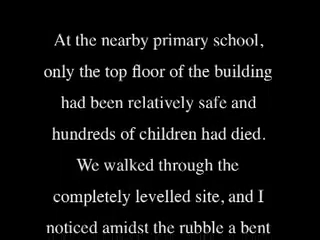 At the nearby primary school,
only the top floor of the building
had been relatively safe and
hundreds of children had died.
We walked through the
completely levelled site, and I
noticed amidst the rubble a bent